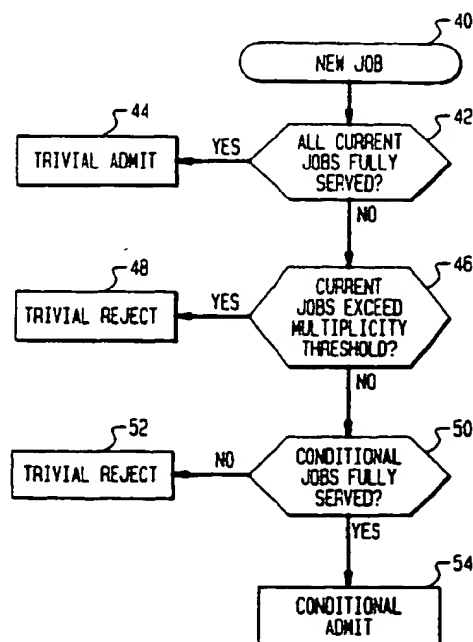 40
NEW JOB
44
42
TRIVIAL ADMIT
YES
ALL CURRENT
JOBS FULLY
SERVED?
NO
48
46
TRIVIAL REJECT
YES
CURRENT
JOBS EXCEED
MULTIPLICITY
THRESHOLD?
NO
52
50
TRIVIAL REJECT
NO
CONDITIONAL
JOBS FULLY
SERVED?
YES
54
CONDITIONAL
ADMIT